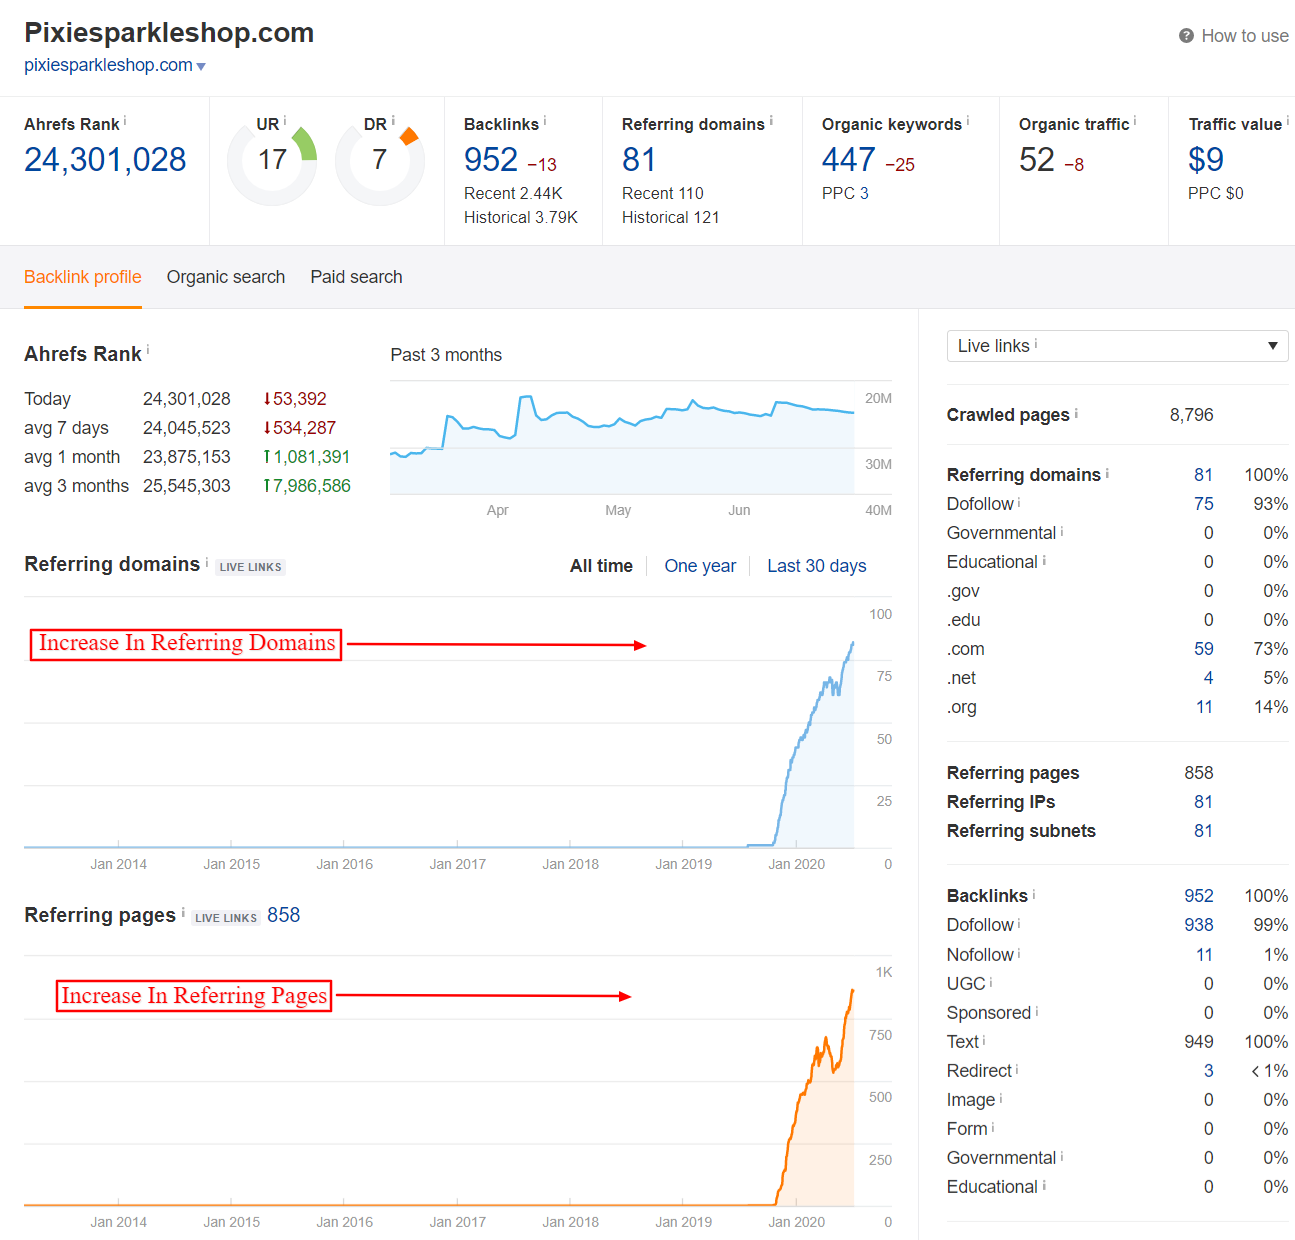 Pixiesparkleshop.com
How to use
pixiesparkleshop.com
Ahrefs Rank
24,301,028
UR
17
DR
7
Backlinks
952 −13
Recent 2.44K
Historical 3.79K
Referring domains
81
Recent 110
Historical 121
Organic keywords
447 −25
PPC 3
Organic traffic
52 −8
Traffic value
$9
PPC $0
Backlink profile Organic search Paid search
Ahrefs Rank
Today 24,301,028 ↓53,392
avg 7 days 24,045,523 ↓534,287
avg 1 month 23,875,153 ↑1,081,391
avg 3 months 25,545,303 ↑7,986,586
Past 3 months
20M
30M
40M
Apr May Jun
Referring domains LIVE LINKS
All time One year Last 30 days
Increase In Referring Domains
100
75
50
25
0
Jan 2014 Jan 2015 Jan 2016 Jan 2017 Jan 2018 Jan 2019 Jan 2020
Referring pages LIVE LINKS 858
Increase In Referring Pages
1K
750
500
250
0
Jan 2014 Jan 2015 Jan 2016 Jan 2017 Jan 2018 Jan 2019 Jan 2020
Live links
Crawled pages 8,796
Referring domains 81 100%
Dofollow 75 93%
Governmental 0 0%
Educational 0 0%
.gov 0 0%
.edu 0 0%
.com 59 73%
.net 4 5%
.org 11 14%
Referring pages 858
Referring IPs 81
Referring subnets 81
Backlinks 952 100%
Dofollow 938 99%
Nofollow 11 1%
UGC 0 0%
Sponsored 0 0%
Text 949 100%
Redirect 3 < 1%
Image 0 0%
Form 0 0%
Governmental 0 0%
Educational 0 0%